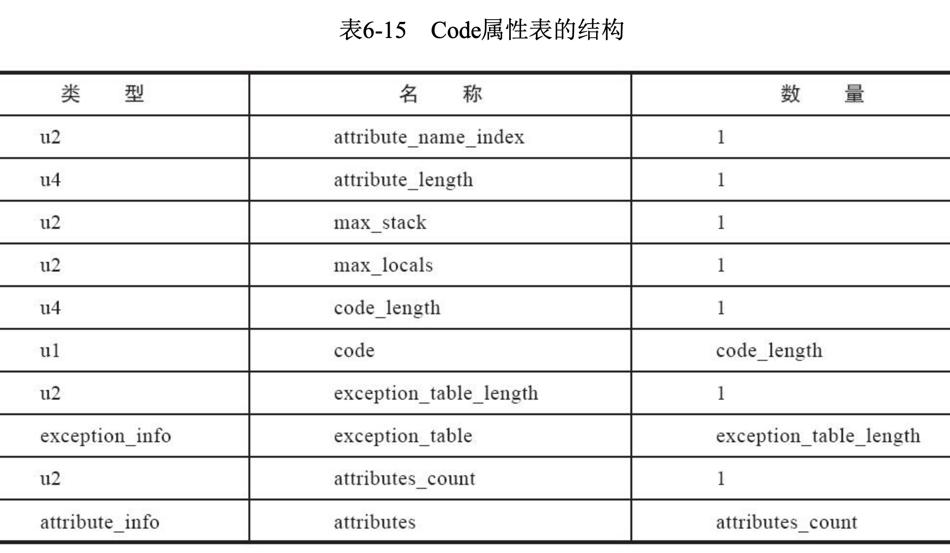 表6-15 Code属性表的结构
类 型 名 称 数 量
u2 attribute_name_index 1
u4 attribute_length 1
u2 max_stack 1
u2 max_locals 1
u4 code_length 1
u1 code code_length
u2 exception_table_length 1
exception_info exception_table exception_table_length
u2 attributes_count 1
attribute_info attributes attributes_count